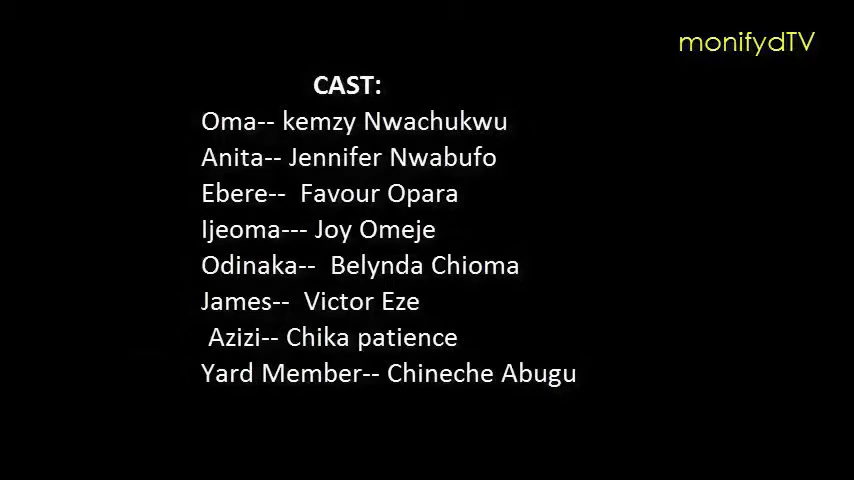 monifydTV
CAST:
Oma-- kemzy Nwachukwu
Anita-- Jennifer Nwabufo
Ebere--  Favour Opara
Ijeoma--- Joy Omeje
Odinaka--  Belynda Chioma
James--  Victor Eze
Azizi-- Chika patience
Yard Member-- Chineche Abugu